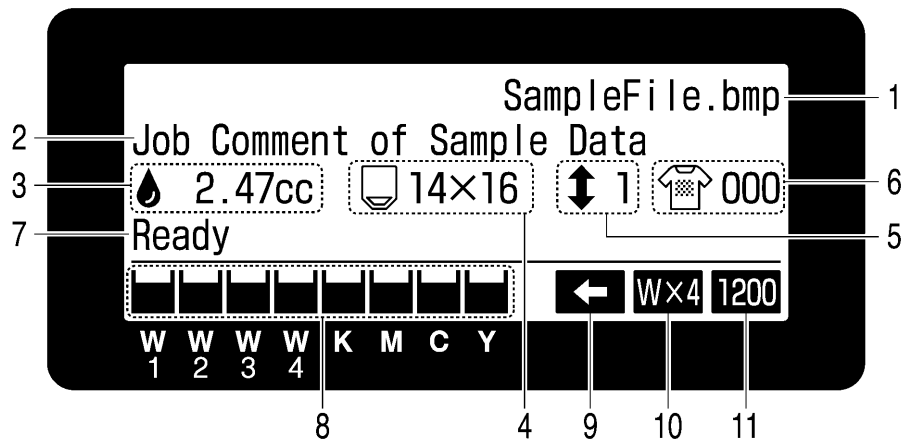 SampleFile.bmp 1
2 Job Comment of Sample Data
3 2.47cc 14×16 1 000 6
7 Ready 5
W×4 1200
W W W W K M C Y
1 2 3 4
8 4 9 10 11